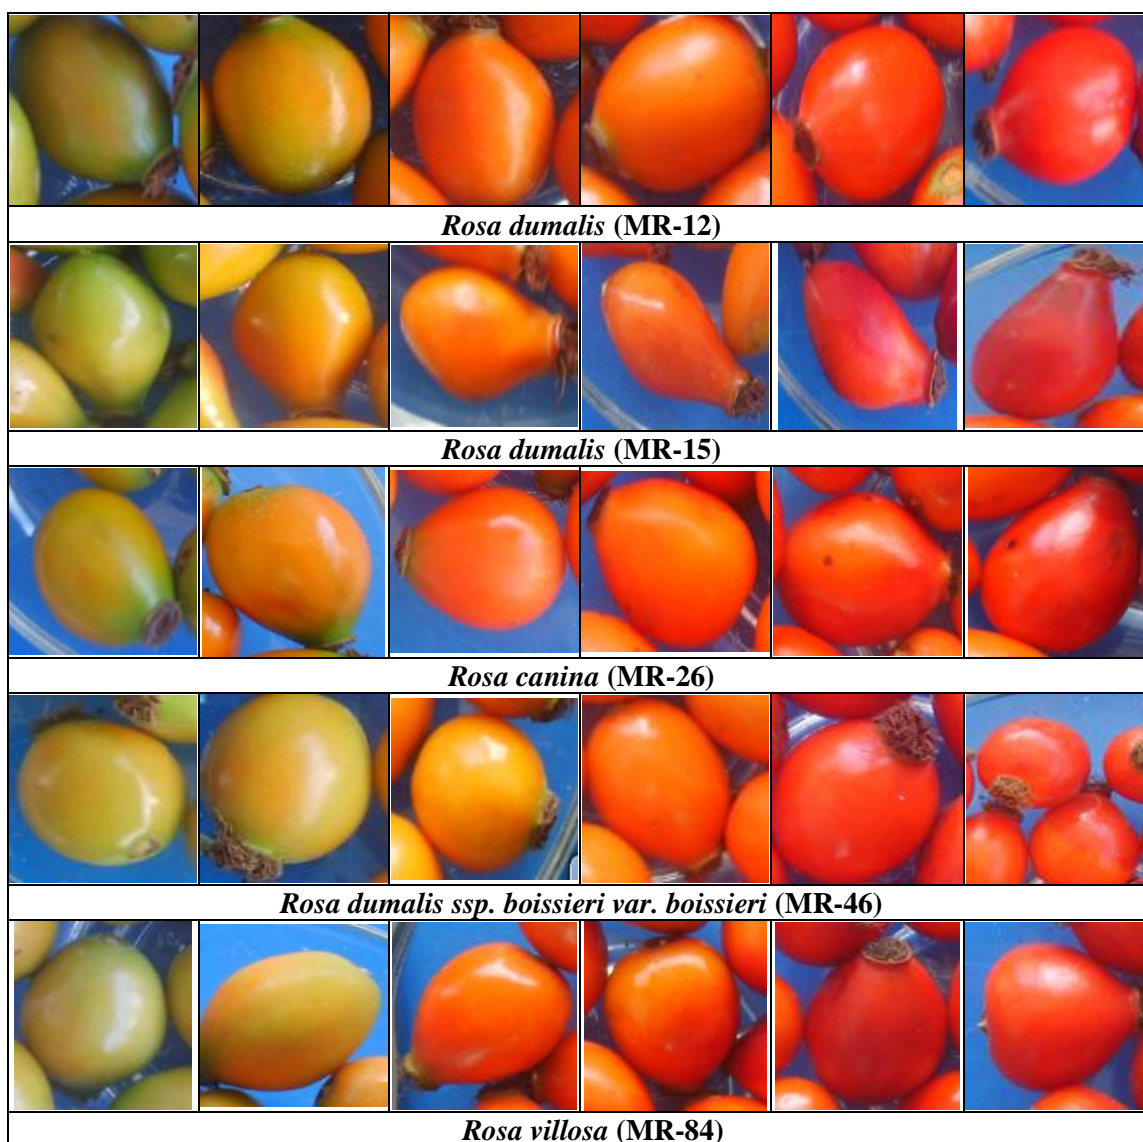 Rosa dumalis (MR-12)
Rosa dumalis (MR-15)
Rosa canina (MR-26)
Rosa dumalis ssp. boissieri var. boissieri (MR-46)
Rosa villosa (MR-84)